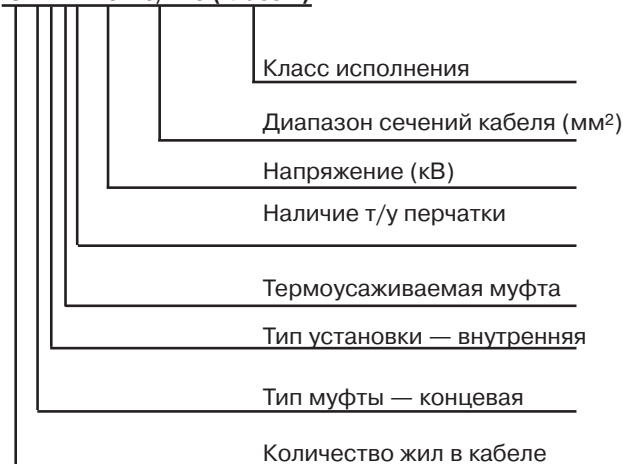 Класс исполнения
Диапазон сечений кабеля (мм²)
Напряжение (кВ)
Наличие т/у перчатки
Термоусаживаемая муфта
Тип установки — внутренняя
Тип муфты — концевая
Количество жил в кабеле